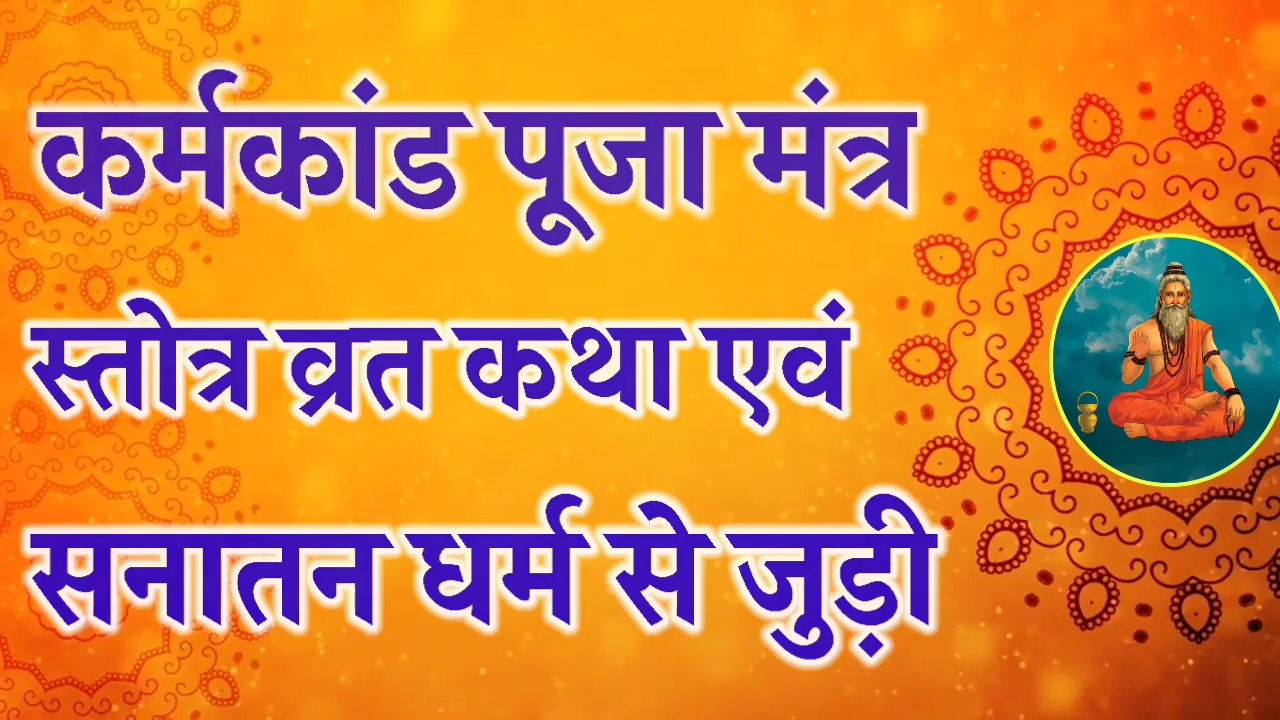 कर्मकांड पूजा मंत्र
स्तोत्र व्रत कथा एवं
सनातन धर्म से जुड़ी